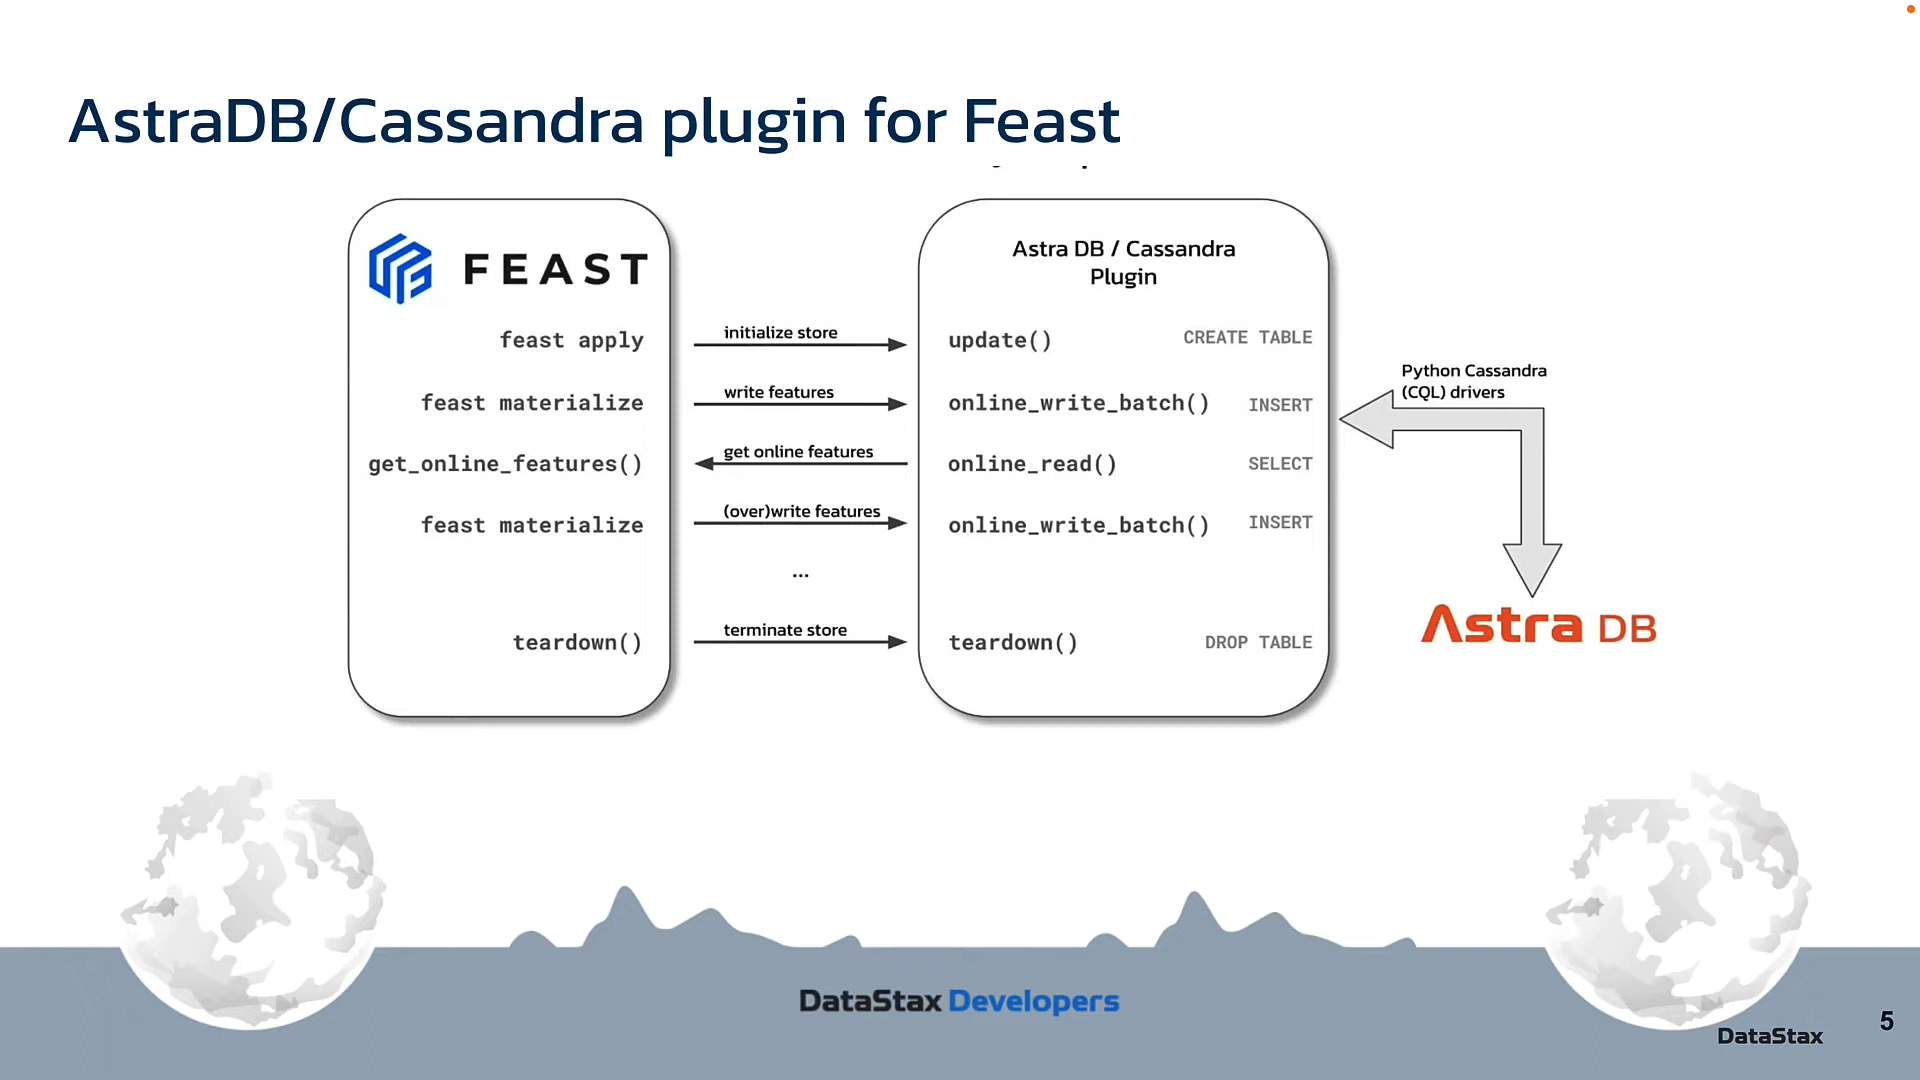 AstraDB/Cassandra plugin for Feast
FEAST
Astra DB / Cassandra
Plugin
feast apply
initialize store
update()
CREATE TABLE
feast materialize
write features
online_write_batch()
INSERT
get_online_features()
get online features
online_read()
SELECT
feast materialize
(over)write features
online_write_batch()
INSERT
...
teardown()
terminate store
teardown()
DROP TABLE
Python Cassandra
(CQL) drivers
Astra DB
DataStax Developers
DataStax
5